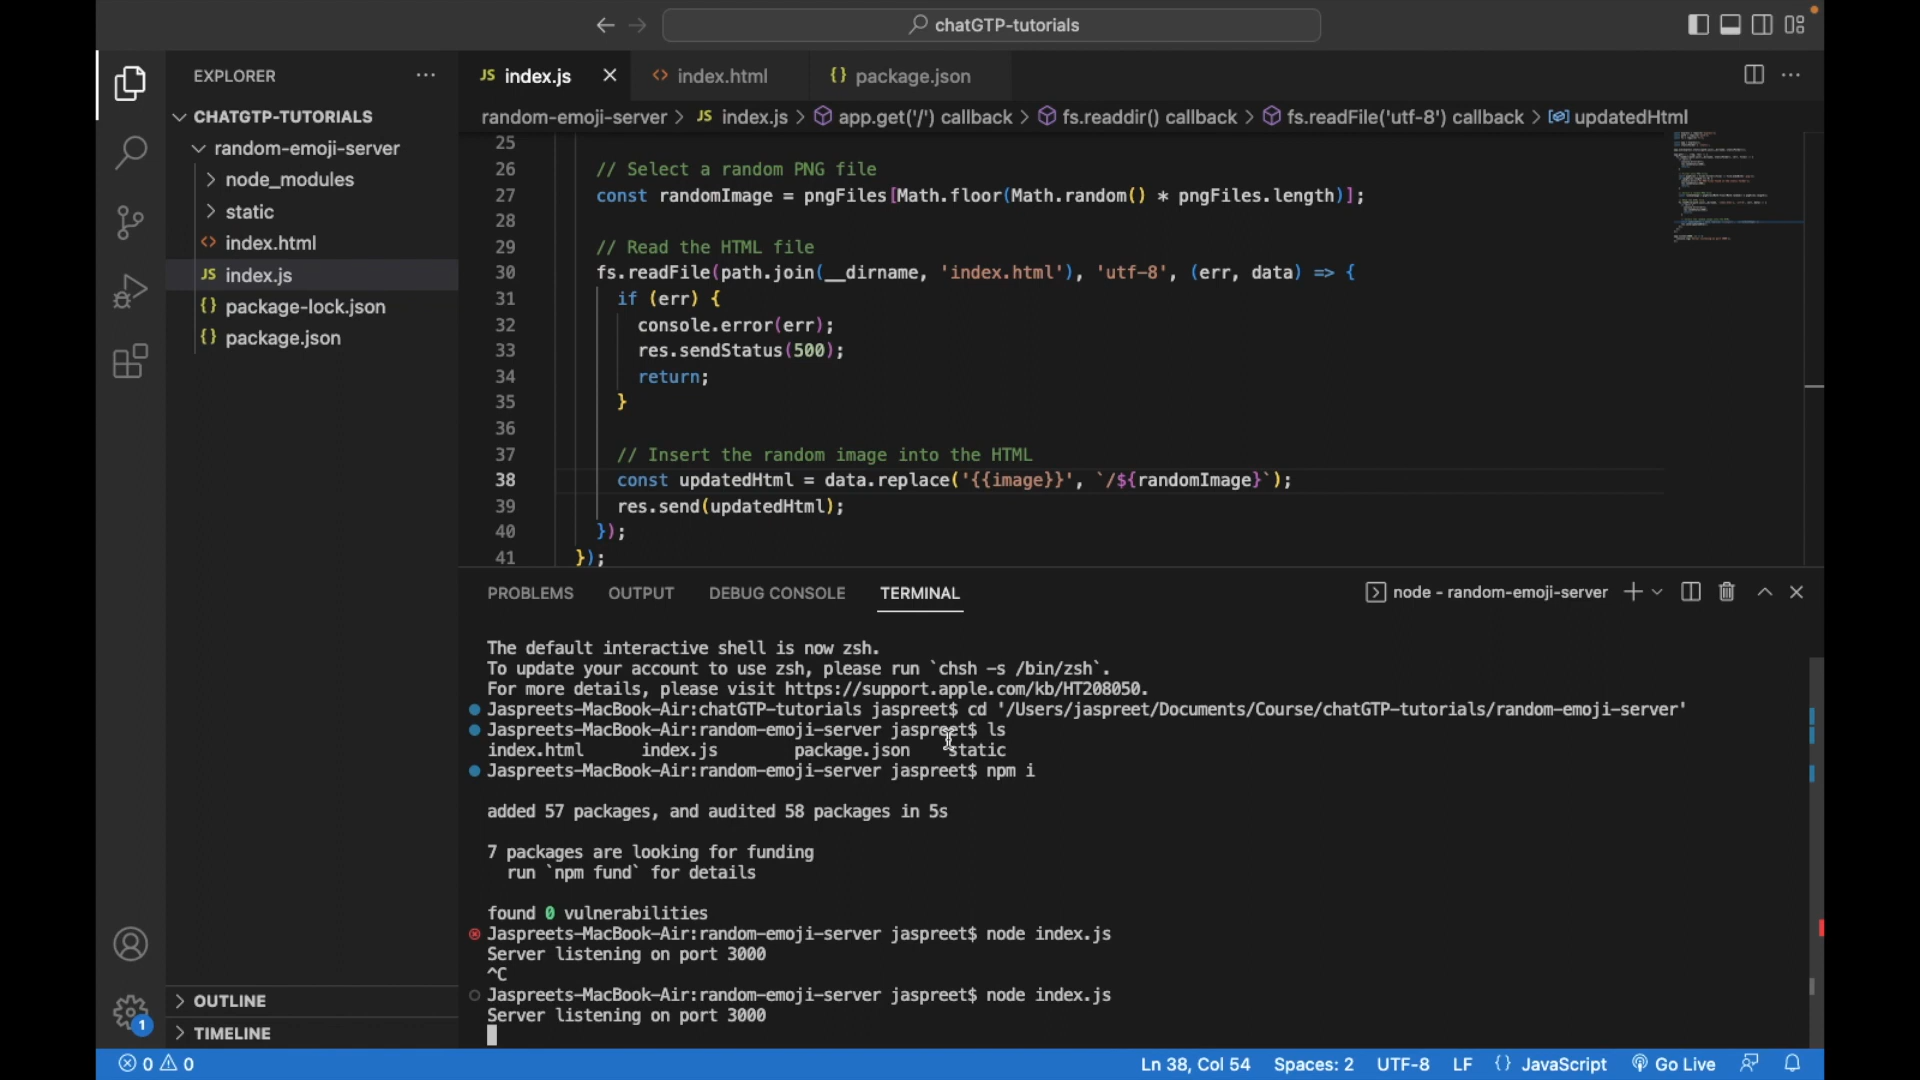 chatGTP-tutorials
EXPLORER
CHATGTP-TUTORIALS
random-emoji-server
node_modules
static
index.html
JS index.js
{} package-lock.json
{} package.json
OUTLINE
TIMELINE
1
JS index.js
<> index.html
{} package.json
random-emoji-server > JS index.js > app.get('/') callback > fs.readdir() callback > fs.readFile('utf-8') callback > updatedHtml
25
26 // Select a random PNG file
27 const randomImage = pngFiles[Math.floor(Math.random() * pngFiles.length)];
28
29 // Read the HTML file
30 fs.readFile(path.join(__dirname, 'index.html'), 'utf-8', (err, data) => {
31 if (err) {
32 console.error(err);
33 res.sendStatus(500);
34 return;
35 }
36
37 // Insert the random image into the HTML
38 const updatedHtml = data.replace('{{image}}', `/${randomImage}`);
39 res.send(updatedHtml);
40 });
41 });
PROBLEMS OUTPUT DEBUG CONSOLE TERMINAL
node - random-emoji-server
The default interactive shell is now zsh.
To update your account to use zsh, please run `chsh -s /bin/zsh`.
For more details, please visit https://support.apple.com/kb/HT208050.
Jaspreets-MacBook-Air:chatGTP-tutorials jaspreet$ cd '/Users/jaspreet/Documents/Course/chatGTP-tutorials/random-emoji-server'
Jaspreets-MacBook-Air:random-emoji-server jaspreet$ ls
index.html index.js package.json static
Jaspreets-MacBook-Air:random-emoji-server jaspreet$ npm i
added 57 packages, and audited 58 packages in 5s
7 packages are looking for funding
run `npm fund` for details
found 0 vulnerabilities
Jaspreets-MacBook-Air:random-emoji-server jaspreet$ node index.js
Server listening on port 3000
^C
Jaspreets-MacBook-Air:random-emoji-server jaspreet$ node index.js
Server listening on port 3000
0 0
Ln 38, Col 54 Spaces: 2 UTF-8 LF {} JavaScript Go Live